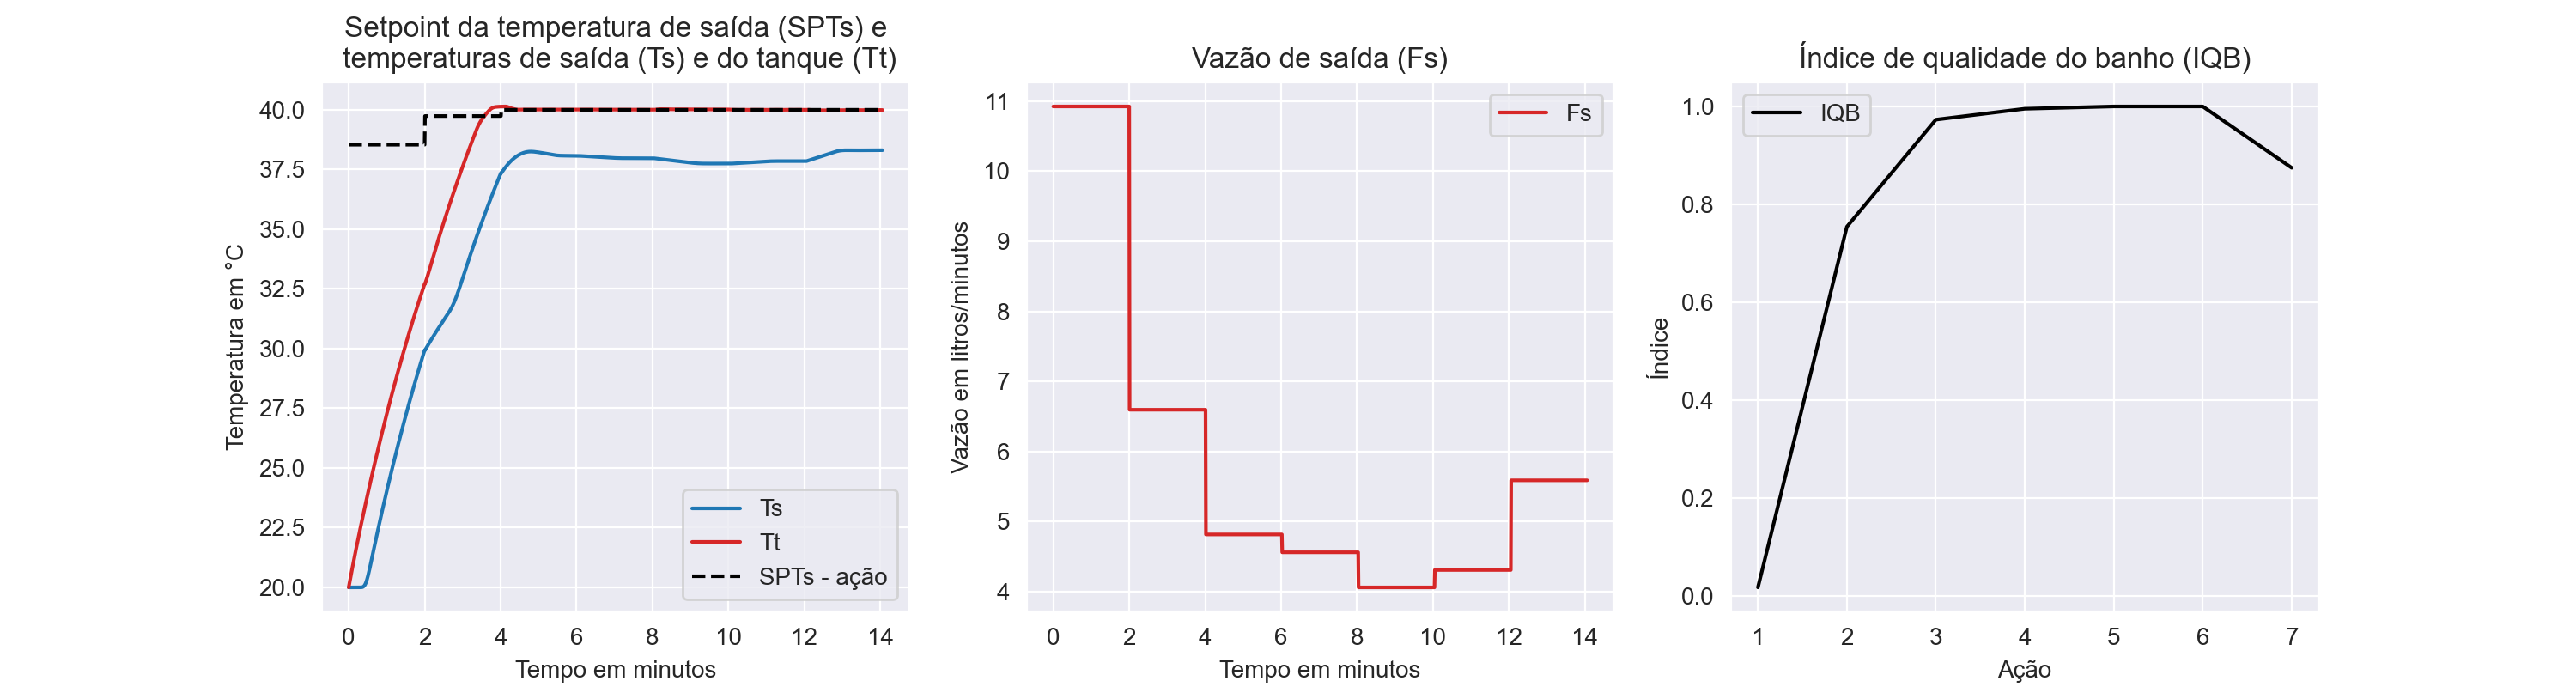 Setpoint da temperatura de saída (SPTs) e
temperaturas de saída (Ts) e do tanque (Tt)
Temperatura em °C
40.0
37.5
35.0
32.5
30.0
27.5
25.0
22.5
20.0
Ts
Tt
SPTs - ação
0 2 4 6 8 10 12 14
Tempo em minutos
Vazão de saída (Fs)
Vazão em litros/minutos
11
10
9
8
7
6
5
4
Fs
0 2 4 6 8 10 12 14
Tempo em minutos
Índice de qualidade do banho (IQB)
Índice
1.0
0.8
0.6
0.4
0.2
0.0
IQB
1 2 3 4 5 6 7
Ação